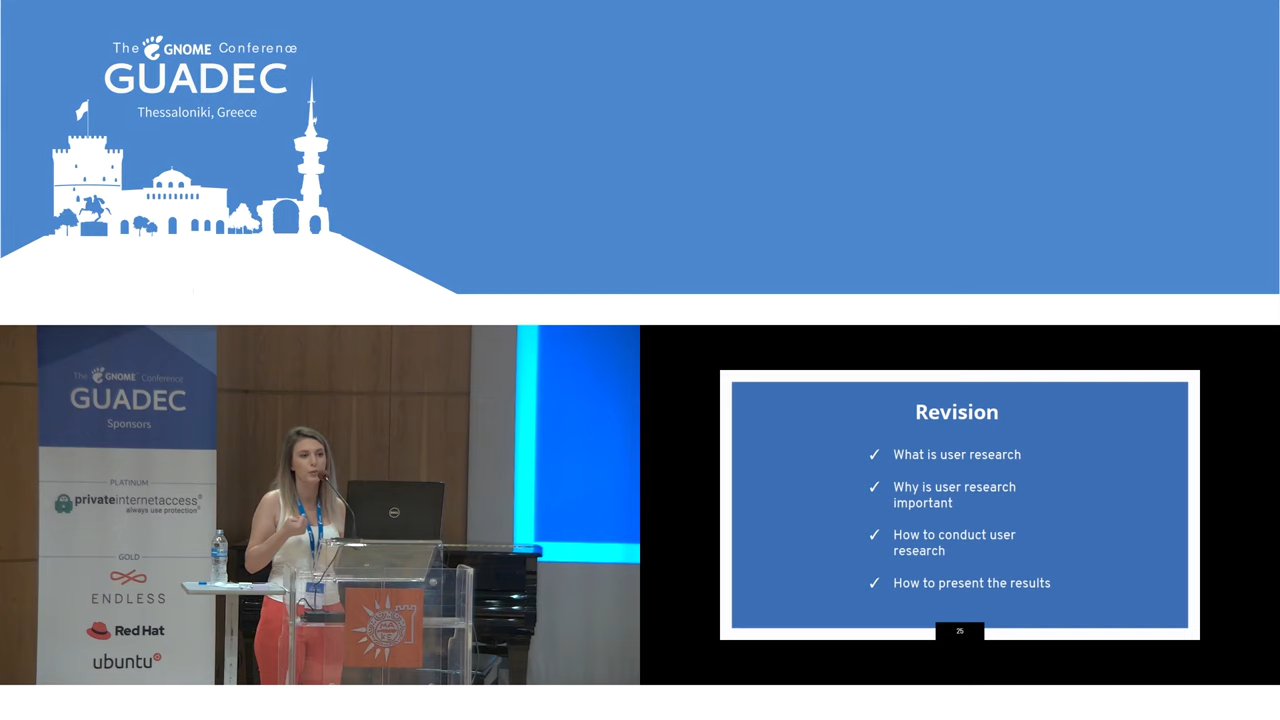 The GNOME Conference
GUADEC
Thessaloniki, Greece
The GNOME Conference
GUADEC
Sponsors
PLATINUM
privateinternetaccess®
always use protection®
GOLD
ENDLESS
Red Hat
ubuntu®
DELL
Revision
✓ What is user research
✓ Why is user research
important
✓ How to conduct user
research
✓ How to present the results
25